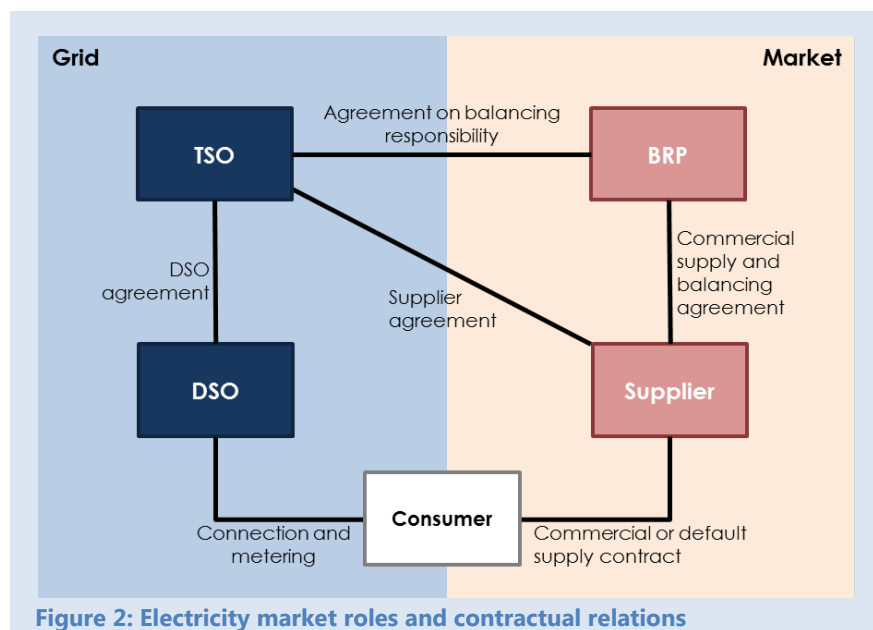 Grid
Market
Agreement on balancing
responsibility
TSO
BRP
DSO
agreement
Supplier
agreement
Commercial
supply and
balancing
agreement
DSO
Supplier
Consumer
Connection and
metering
Commercial or default
supply contract
Figure 2: Electricity market roles and contractual relations